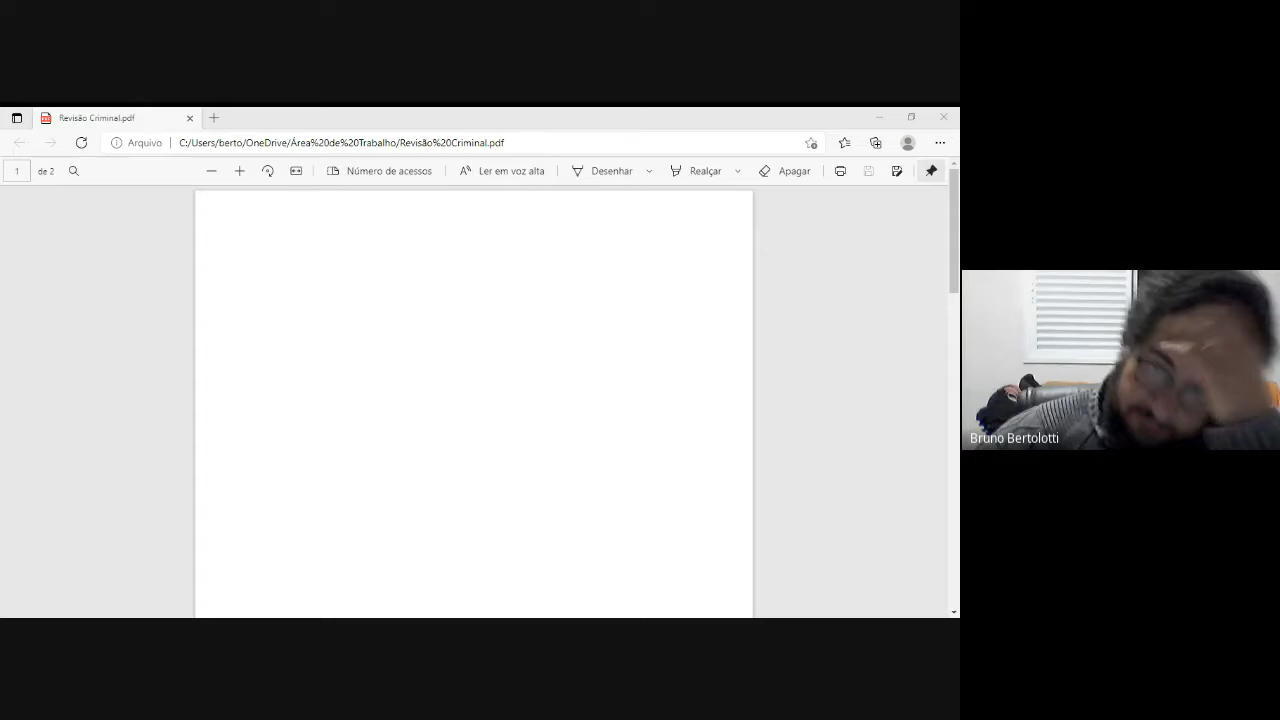 Revisão Criminal.pdf
Arquivo C:/Users/berto/OneDrive/Área%20de%20Trabalho/Revisão%20Criminal.pdf
1 de 2 Número de acessos Ler em voz alta Desenhar Realçar Apagar
Bruno Bertolotti